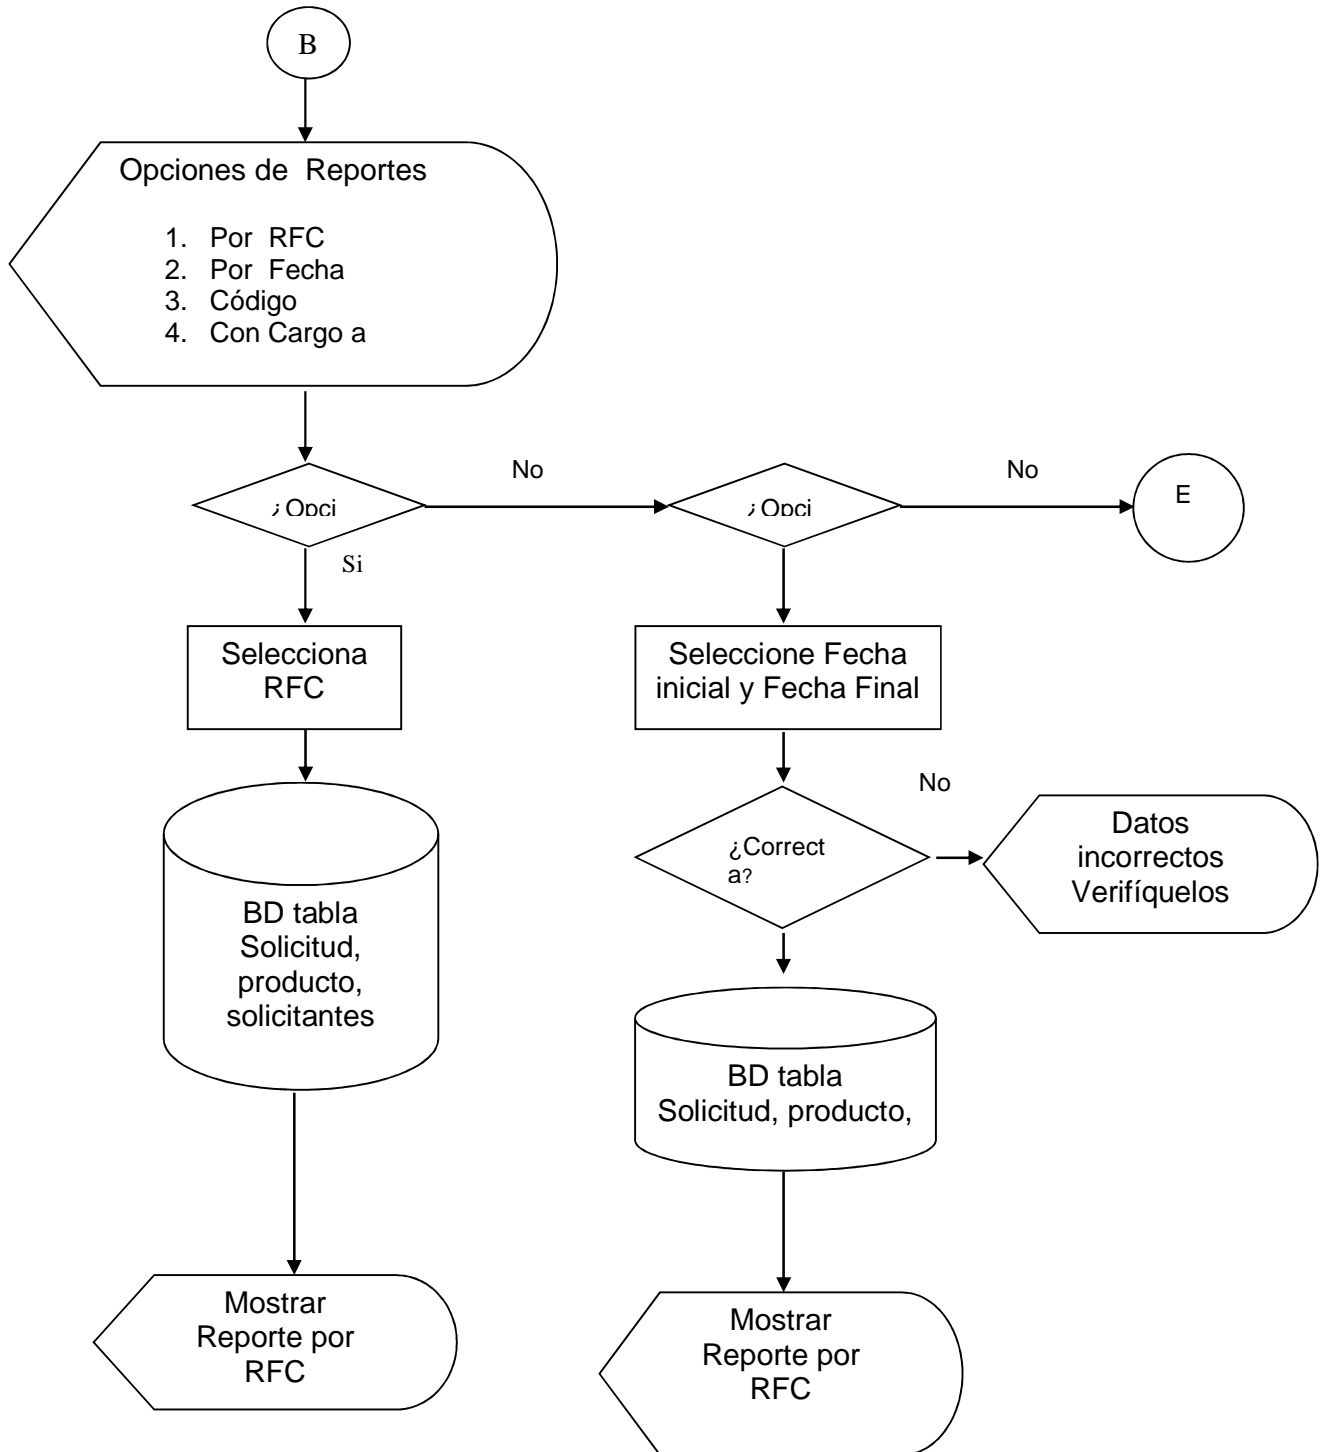 B
Opciones de Reportes
1. Por RFC
2. Por Fecha
3. Código
4. Con Cargo a
No
No
¿Opci
¿Opci
E
Si
Selecciona
RFC
Seleccione Fecha
inicial y Fecha Final
No
¿Correct
a?
Datos
incorrectos
Verifíquelos
BD tabla
Solicitud,
producto,
solicitantes
BD tabla
Solicitud, producto,
Mostrar
Reporte por
RFC
Mostrar
Reporte por
RFC